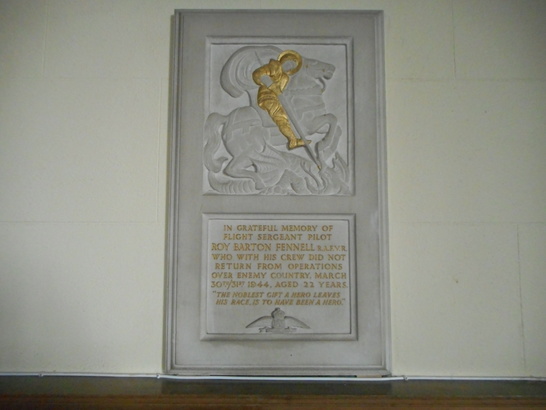 IN GRATEFUL MEMORY OF
FLIGHT SERGEANT PILOT
ROY BARTON FENNELL R.A.F.V.R.
WHO WITH HIS CREW DID NOT
RETURN FROM OPERATIONS
OVER ENEMY COUNTRY, MARCH
30TH/31ST 1944, AGED 22 YEARS.
"THE NOBLEST GIFT A HERO LEAVES
HIS RACE, IS TO HAVE BEEN A HERO."